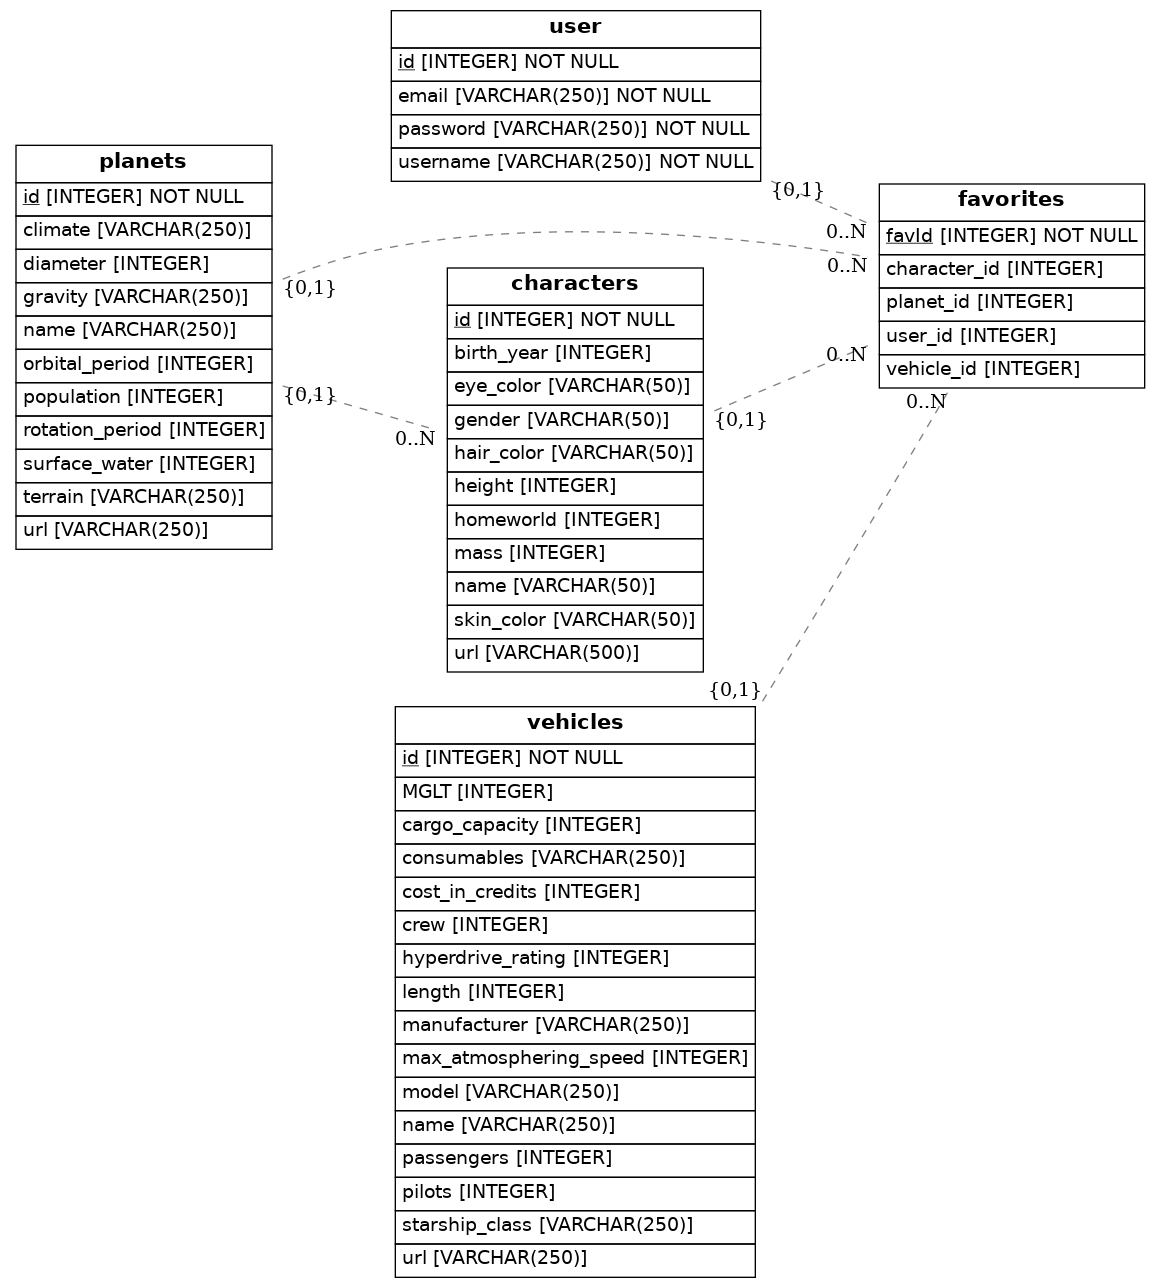 user
id [INTEGER] NOT NULL
email [VARCHAR(250)] NOT NULL
password [VARCHAR(250)] NOT NULL
username [VARCHAR(250)] NOT NULL
planets
id [INTEGER] NOT NULL
climate [VARCHAR(250)]
diameter [INTEGER]
gravity [VARCHAR(250)]
name [VARCHAR(250)]
orbital_period [INTEGER]
population [INTEGER]
rotation_period [INTEGER]
surface_water [INTEGER]
terrain [VARCHAR(250)]
url [VARCHAR(250)]
{0,1}
0..N
{0,1}
0..N
{0,1}
0..N
favorites
favId [INTEGER] NOT NULL
character_id [INTEGER]
planet_id [INTEGER]
user_id [INTEGER]
vehicle_id [INTEGER]
characters
id [INTEGER] NOT NULL
birth_year [INTEGER]
eye_color [VARCHAR(50)]
gender [VARCHAR(50)]
hair_color [VARCHAR(50)]
height [INTEGER]
homeworld [INTEGER]
mass [INTEGER]
name [VARCHAR(50)]
skin_color [VARCHAR(50)]
url [VARCHAR(500)]
0..N
{0,1}
0..N
{0,1}
vehicles
id [INTEGER] NOT NULL
MGLT [INTEGER]
cargo_capacity [INTEGER]
consumables [VARCHAR(250)]
cost_in_credits [INTEGER]
crew [INTEGER]
hyperdrive_rating [INTEGER]
length [INTEGER]
manufacturer [VARCHAR(250)]
max_atmosphering_speed [INTEGER]
model [VARCHAR(250)]
name [VARCHAR(250)]
passengers [INTEGER]
pilots [INTEGER]
starship_class [VARCHAR(250)]
url [VARCHAR(250)]